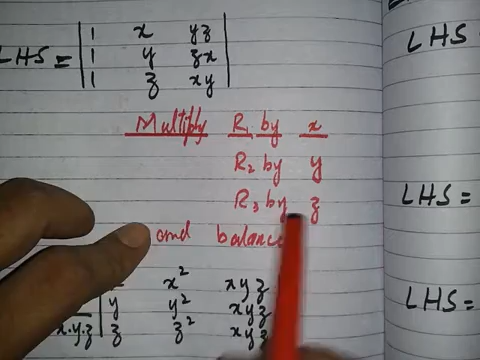 LHS = | 1 x yz |
| 1 y zx |
| 1 z xy |
LHS =
Multiply R₁ by x
R₂ by y
R₃ by z
and balance
x² xyz
y y² xyz
x.y.z z z² xyz
LHS =
LHS =